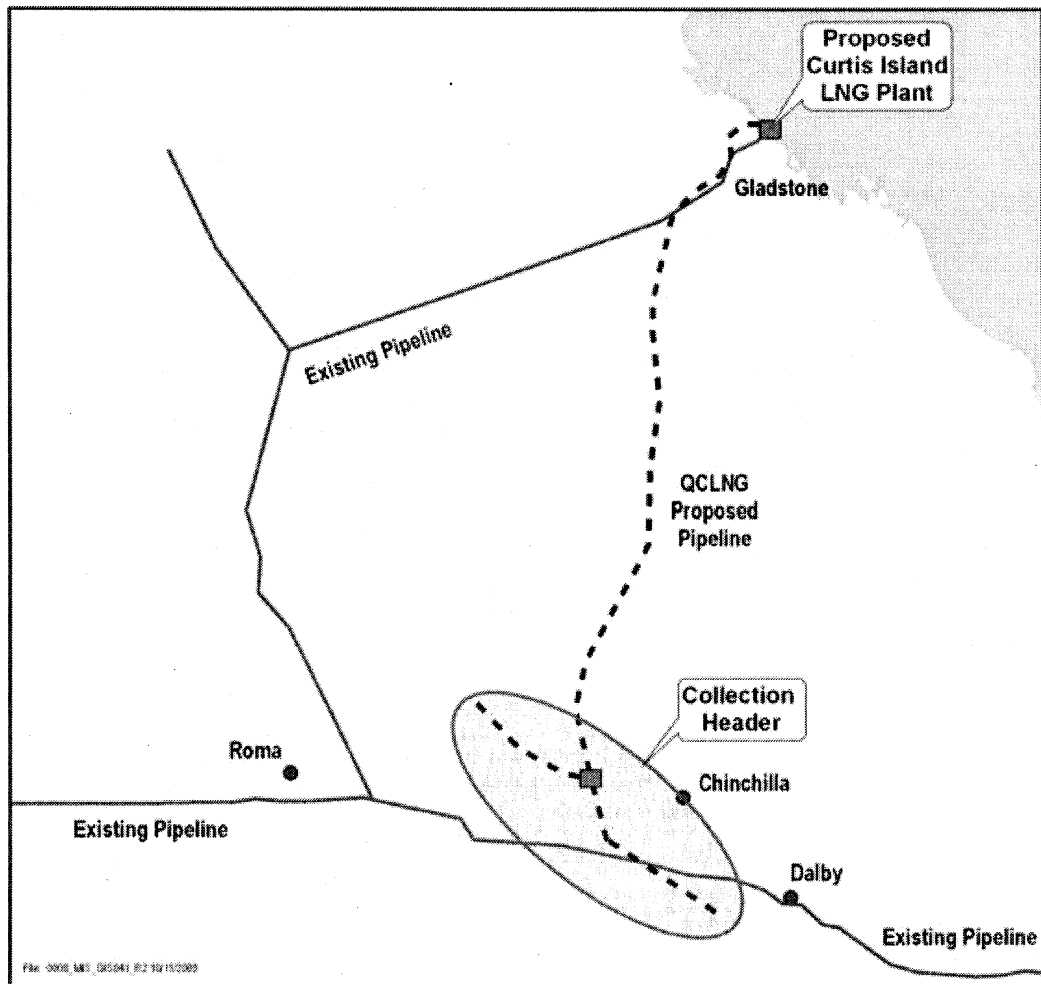 Proposed
Curtis Island
LNG Plant
Gladstone
Existing Pipeline
QCLNG
Proposed
Pipeline
Collection
Header
Roma
Chinchilla
Existing Pipeline
Dalby
Existing Pipeline